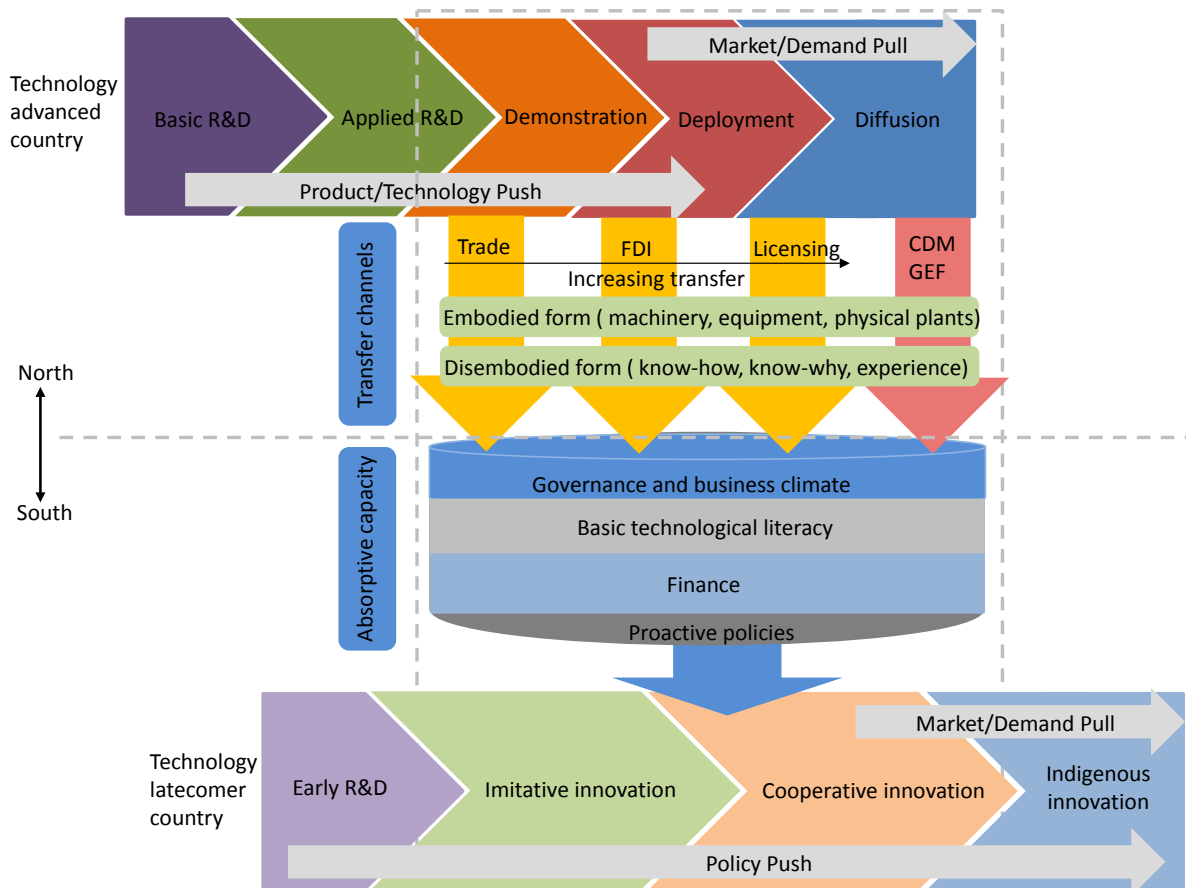 Market/Demand Pull
Technology
advanced
country
Basic R&D
Applied R&D
Demonstration
Deployment
Diffusion
Product/Technology Push
Transfer channels
Trade
FDI
Licensing
CDM
GEF
Increasing transfer
Embodied form ( machinery, equipment, physical plants)
Disembodied form ( know-how, know-why, experience)
North
South
Absorptive capacity
Governance and business climate
Basic technological literacy
Finance
Proactive policies
Market/Demand Pull
Technology
latecomer
country
Early R&D
Imitative innovation
Cooperative innovation
Indigenous
innovation
Policy Push